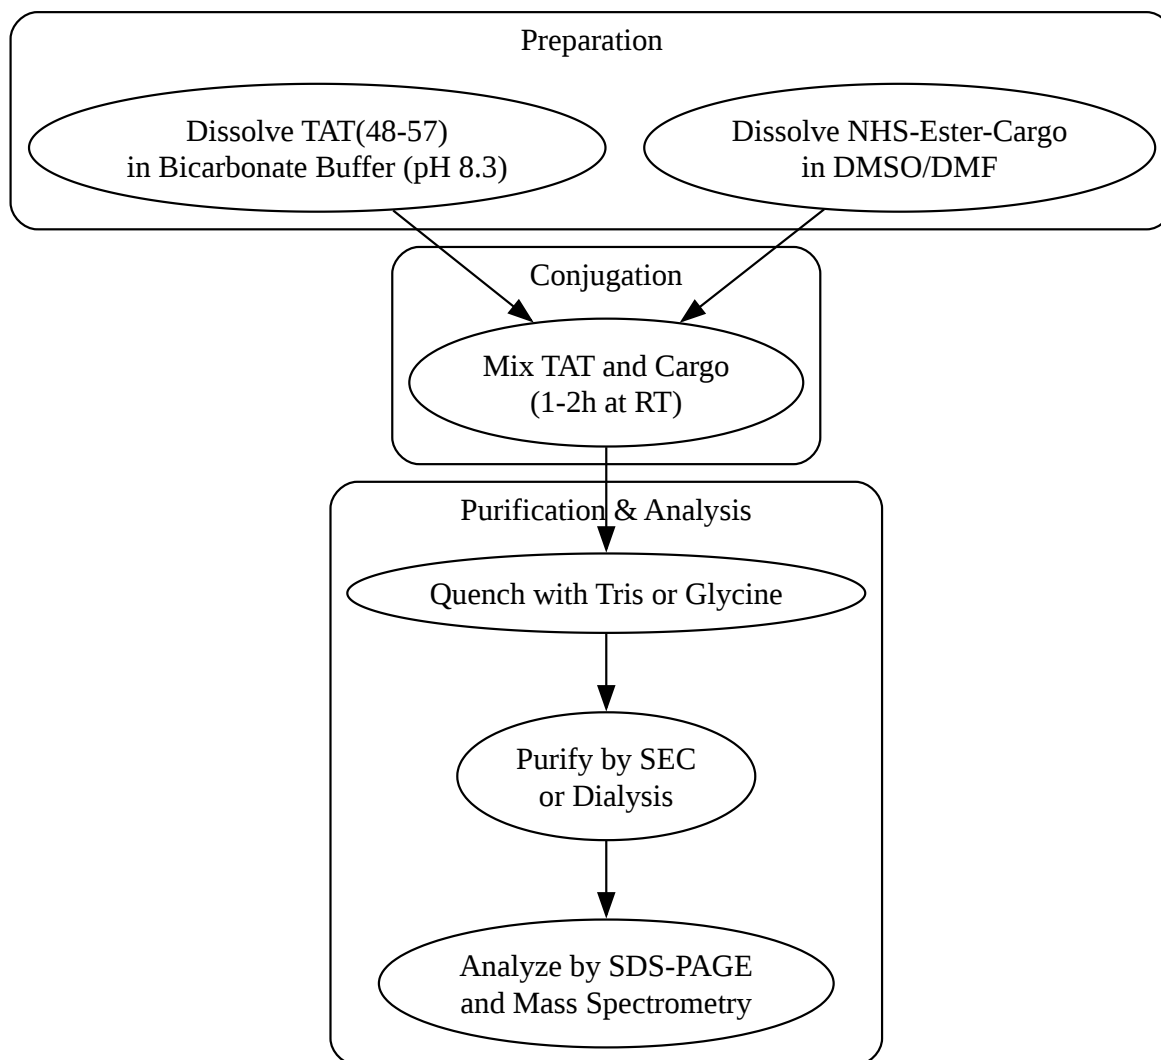 Preparation
Dissolve TAT(48-57)
in Bicarbonate Buffer (pH 8.3)
Dissolve NHS-Ester-Cargo
in DMSO/DMF
Conjugation
Mix TAT and Cargo
(1-2h at RT)
Purification & Analysis
Quench with Tris or Glycine
Purify by SEC
or Dialysis
Analyze by SDS-PAGE
and Mass Spectrometry